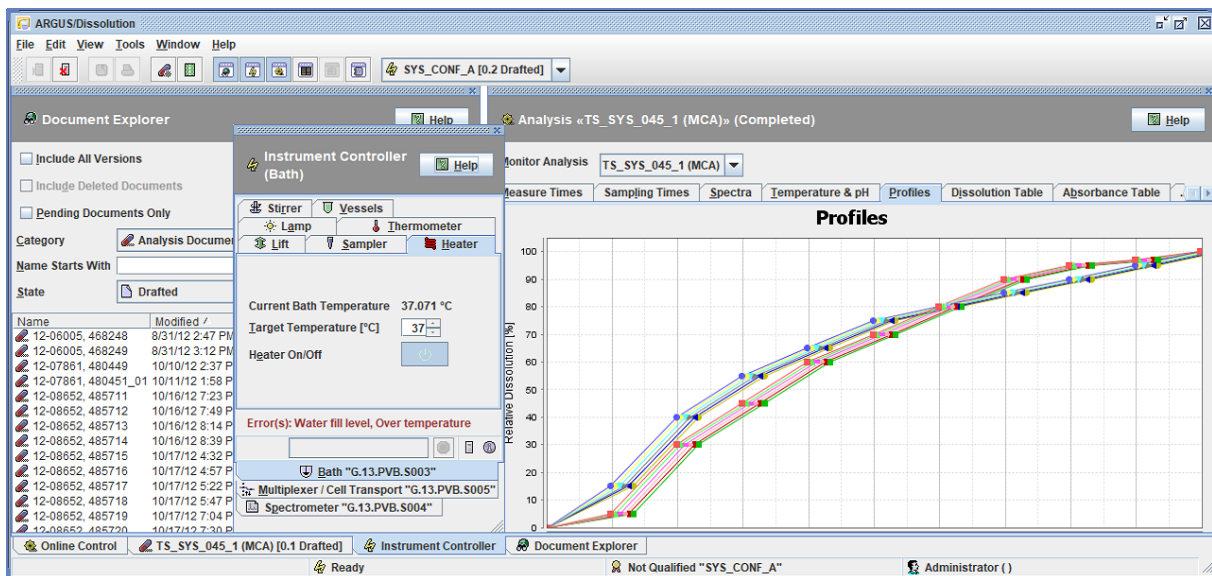 ARGUS/Dissolution
File Edit View Tools Window Help
SYS_CONF_A [0.2 Drafted]
Document Explorer
Help
Include All Versions
Include Deleted Documents
Pending Documents Only
Category
Analysis Documen
Name Starts With
State
Drafted
Name Modified
12-06005, 468248 8/31/12 2:47 PM
12-06005, 468249 8/31/12 3:12 PM
12-07861, 480449 10/10/12 2:37 P
12-07861, 480451_01 10/11/12 1:58 P
12-08652, 485711 10/16/12 7:23 P
12-08652, 485712 10/16/12 7:49 P
12-08652, 485713 10/16/12 8:14 P
12-08652, 485714 10/16/12 8:39 P
12-08652, 485715 10/17/12 4:32 P
12-08652, 485716 10/17/12 4:57 P
12-08652, 485717 10/17/12 5:22 P
12-08652, 485718 10/17/12 5:47 P
12-08652, 485719 10/17/12 7:04 P
12-08652, 485720 10/17/12 7:30 P
Instrument Controller
(Bath)
Help
Stirrer Vessels
Lamp Thermometer
Lift Sampler Heater
Current Bath Temperature 37.071 °C
Target Temperature [°C] 37
Heater On/Off
Error(s): Water fill level, Over temperature
Bath "G.13.PVB.S003"
Multiplexer / Cell Transport "G.13.PVB.S005"
Spectrometer "G.13.PVB.S004"
Analysis «TS_SYS_045_1 (MCA)» (Completed)
Help
Monitor Analysis TS_SYS_045_1 (MCA)
Measure Times Sampling Times Spectra Temperature & pH Profiles Dissolution Table Absorbance Table
Profiles
Relative Dissolution [%]
100
90
80
70
60
50
40
30
20
10
0
Online Control TS_SYS_045_1 (MCA) [0.1 Drafted] Instrument Controller Document Explorer
Ready Not Qualified "SYS_CONF_A" Administrator ( )